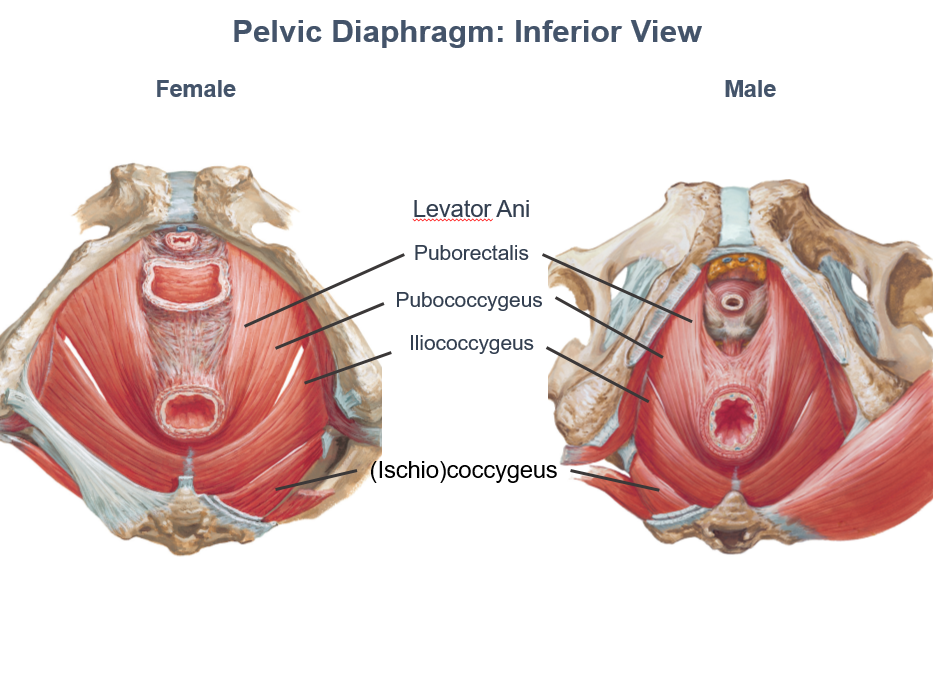 Pelvic Diaphragm: Inferior View
Female
Male
Levator Ani
Puborectalis
Pubococcygeus
Iliococcygeus
(Ischio)coccygeus